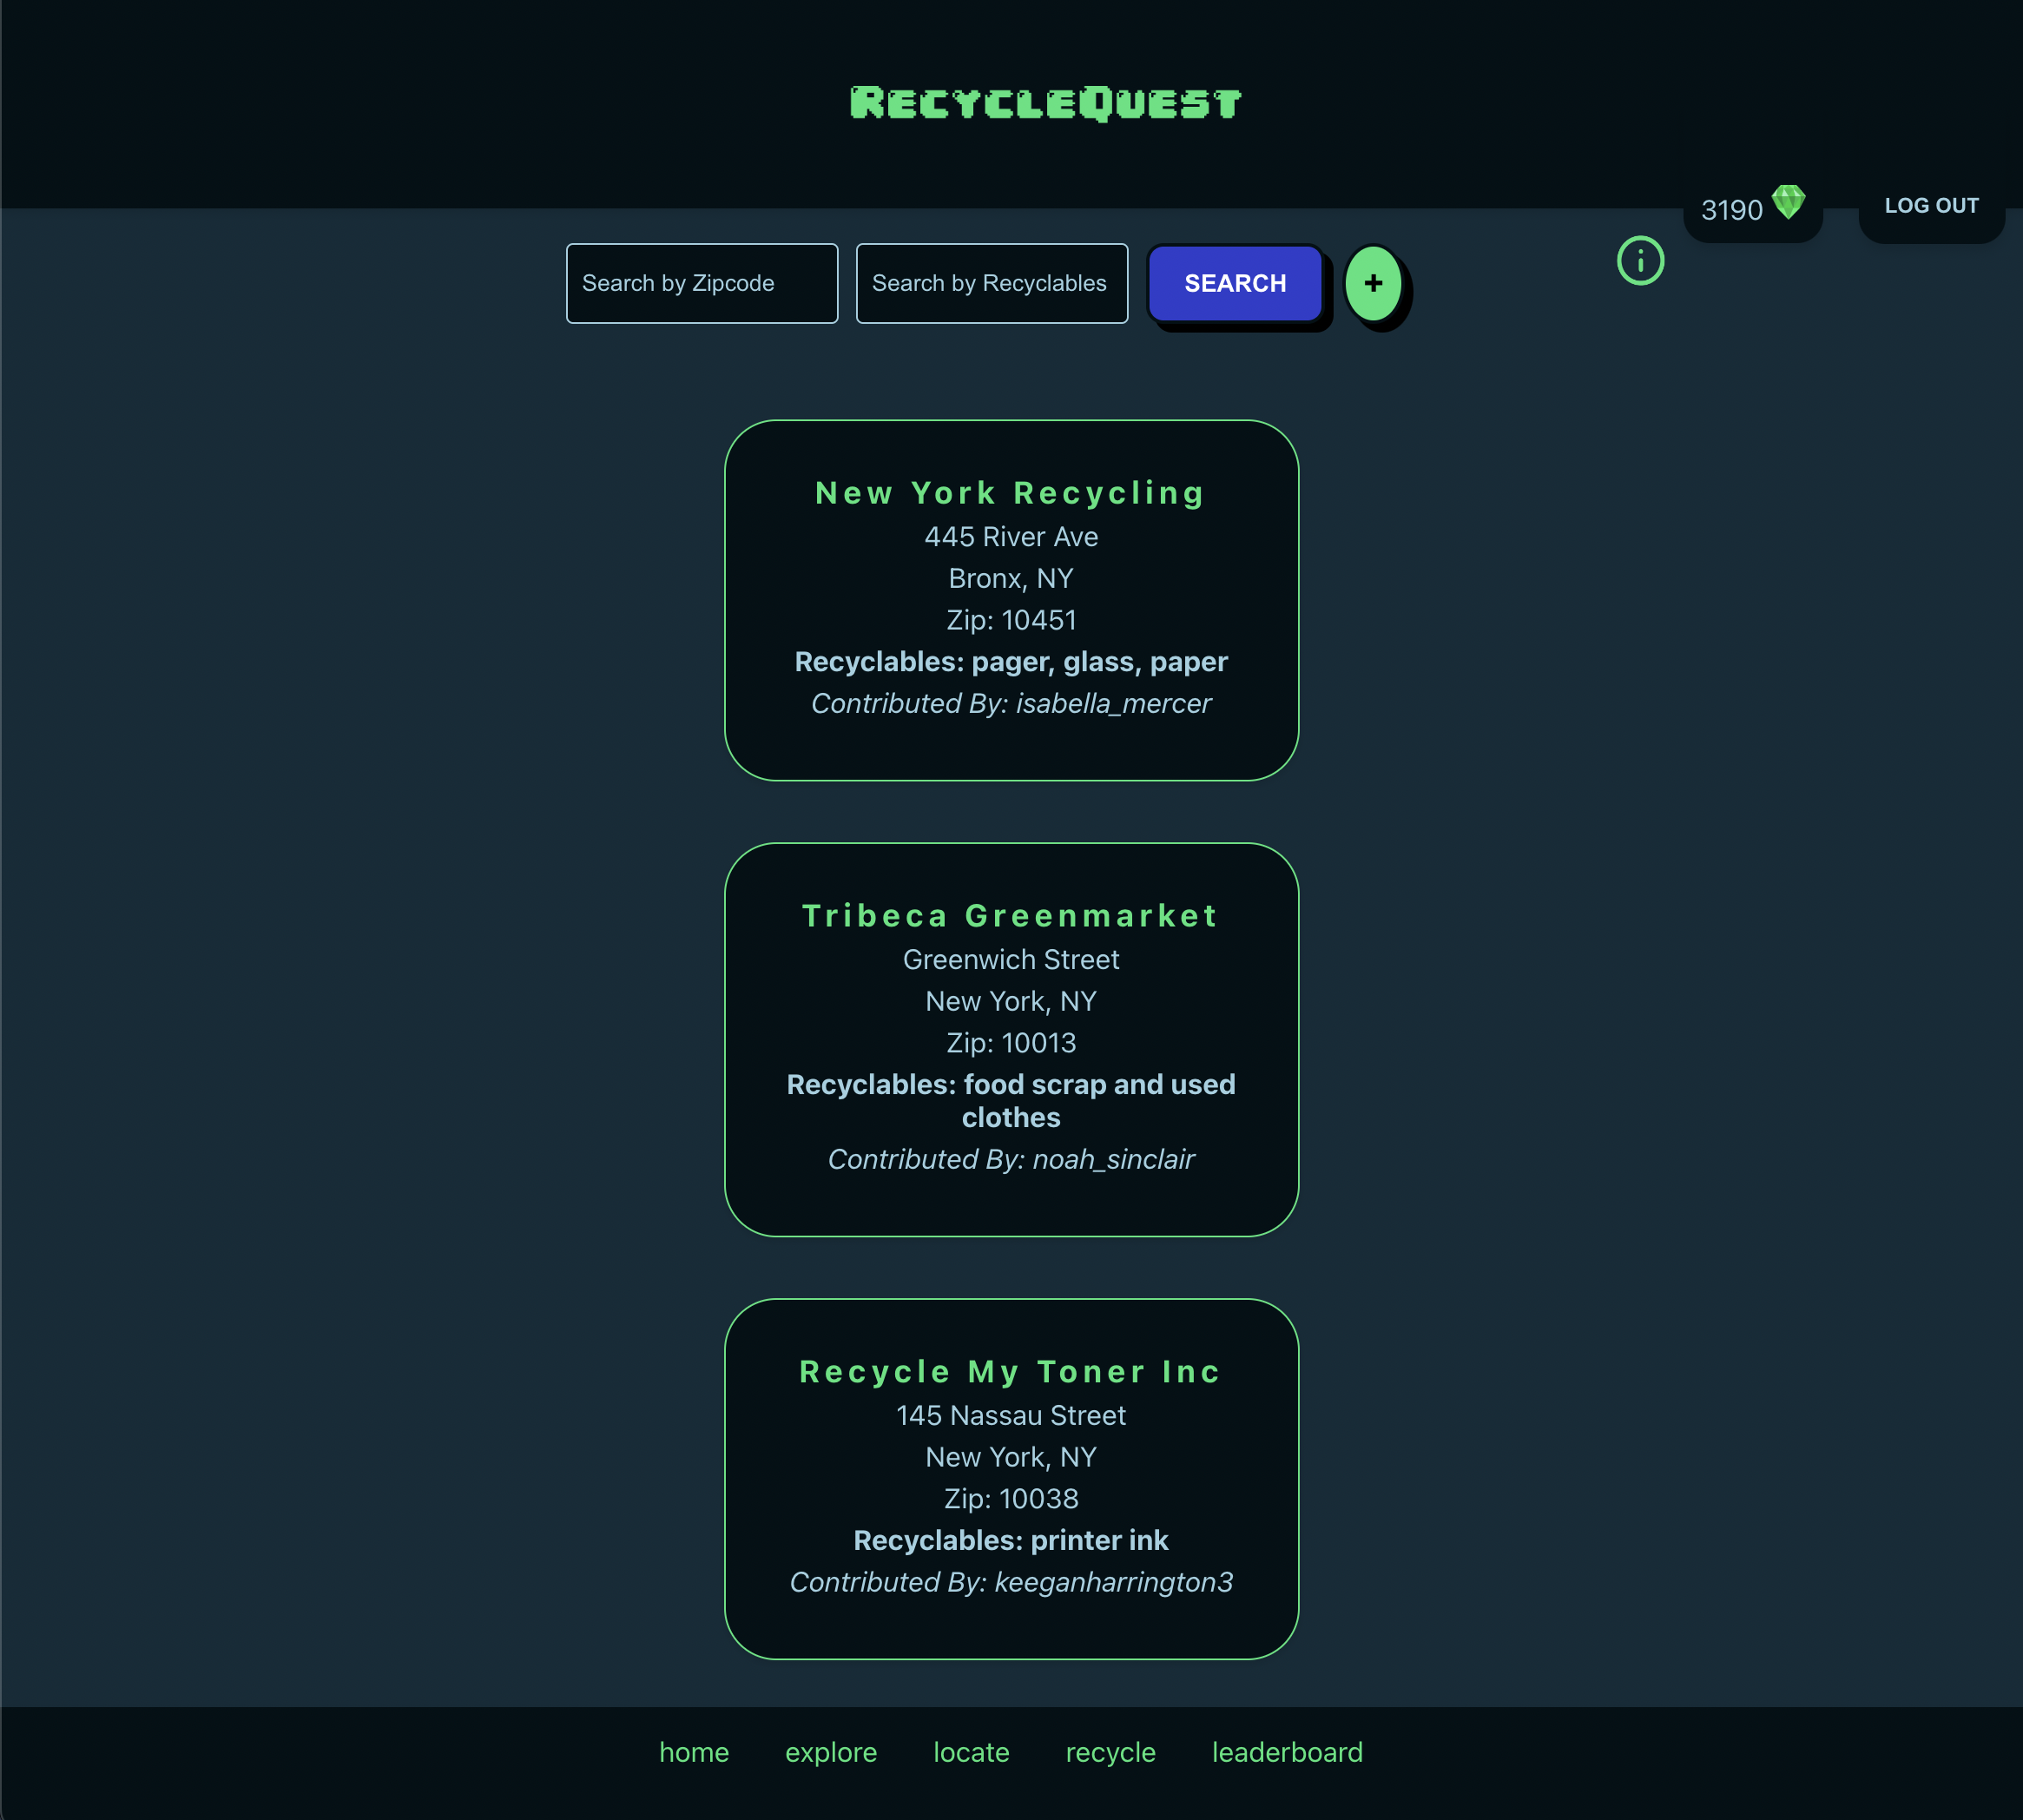 RecycleQuest
3190
LOG OUT
Search by Zipcode
Search by Recyclables
SEARCH
+
New York Recycling
445 River Ave
Bronx, NY
Zip: 10451
Recyclables: pager, glass, paper
Contributed By: isabella_mercer
Tribeca Greenmarket
Greenwich Street
New York, NY
Zip: 10013
Recyclables: food scrap and used
clothes
Contributed By: noah_sinclair
Recycle My Toner Inc
145 Nassau Street
New York, NY
Zip: 10038
Recyclables: printer ink
Contributed By: keeganharrington3
home explore locate recycle leaderboard